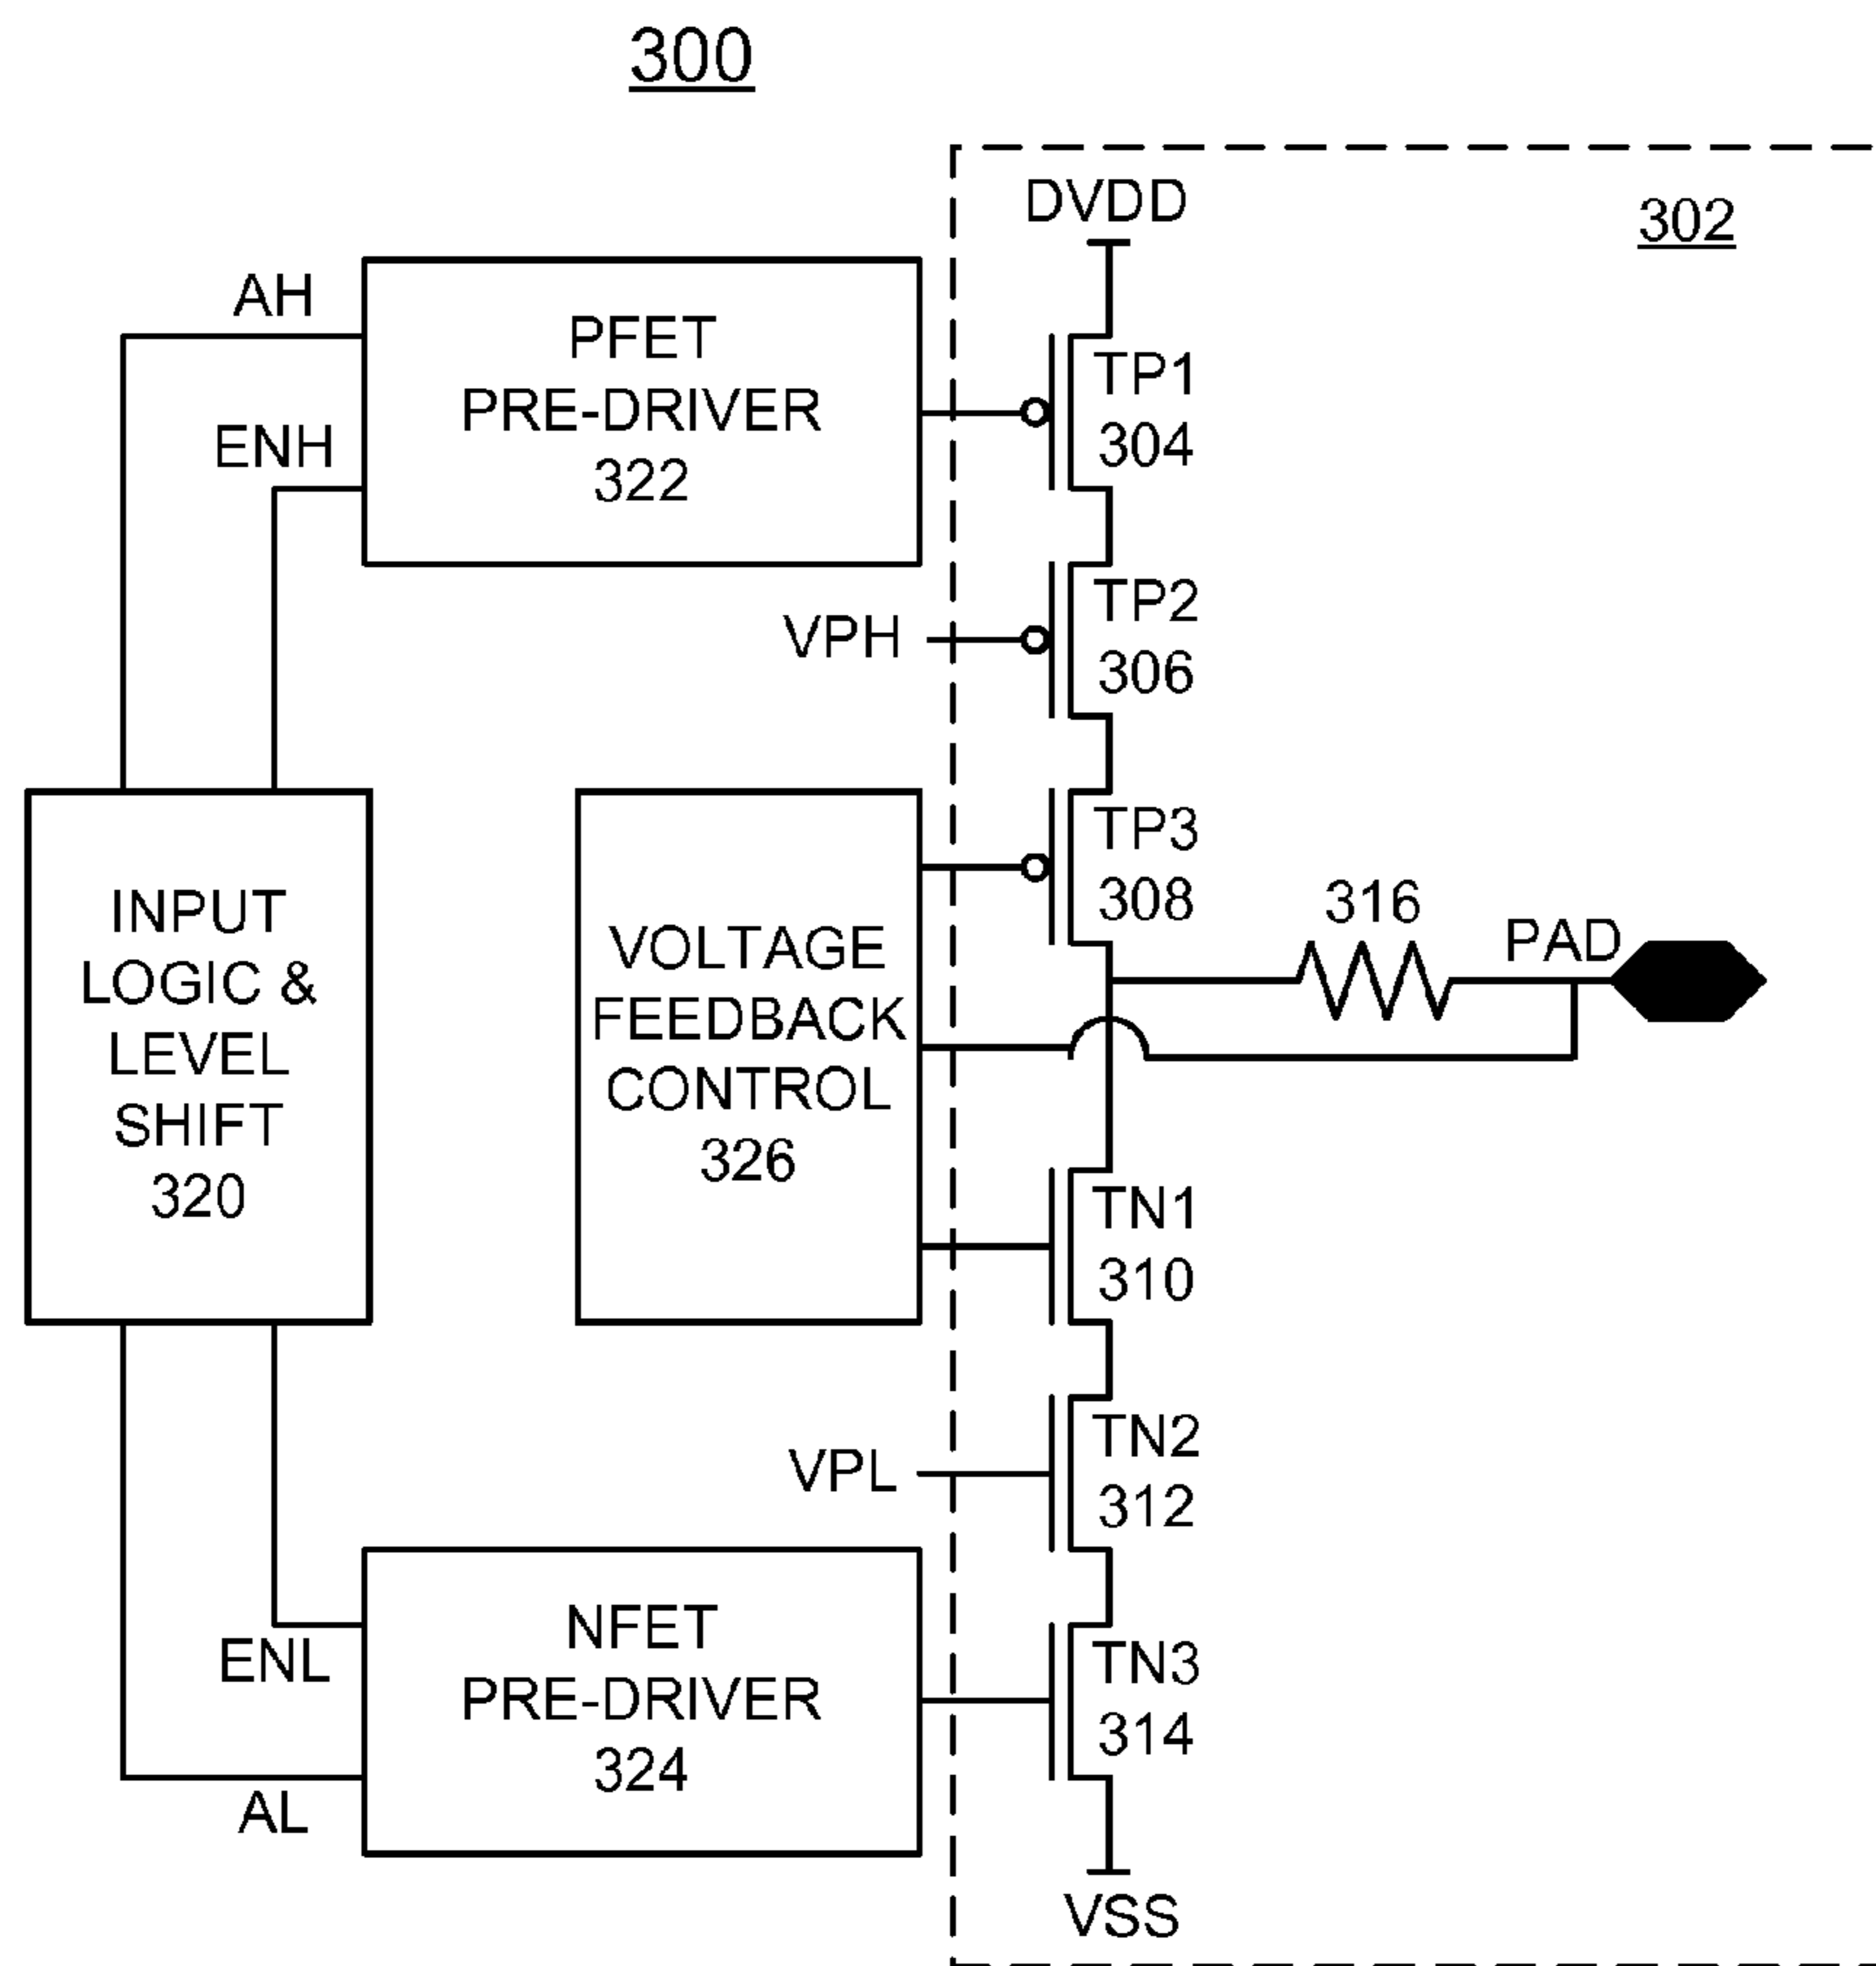 300
DVDD
302
AH
PFET
PRE-DRIVER
322
ENH
TP1
304
VPH
TP2
306
TP3
308
INPUT
LOGIC &
LEVEL
SHIFT
320
VOLTAGE
FEEDBACK
CONTROL
326
316
PAD
TN1
310
VPL
TN2
312
ENL
NFET
PRE-DRIVER
324
AL
TN3
314
VSS